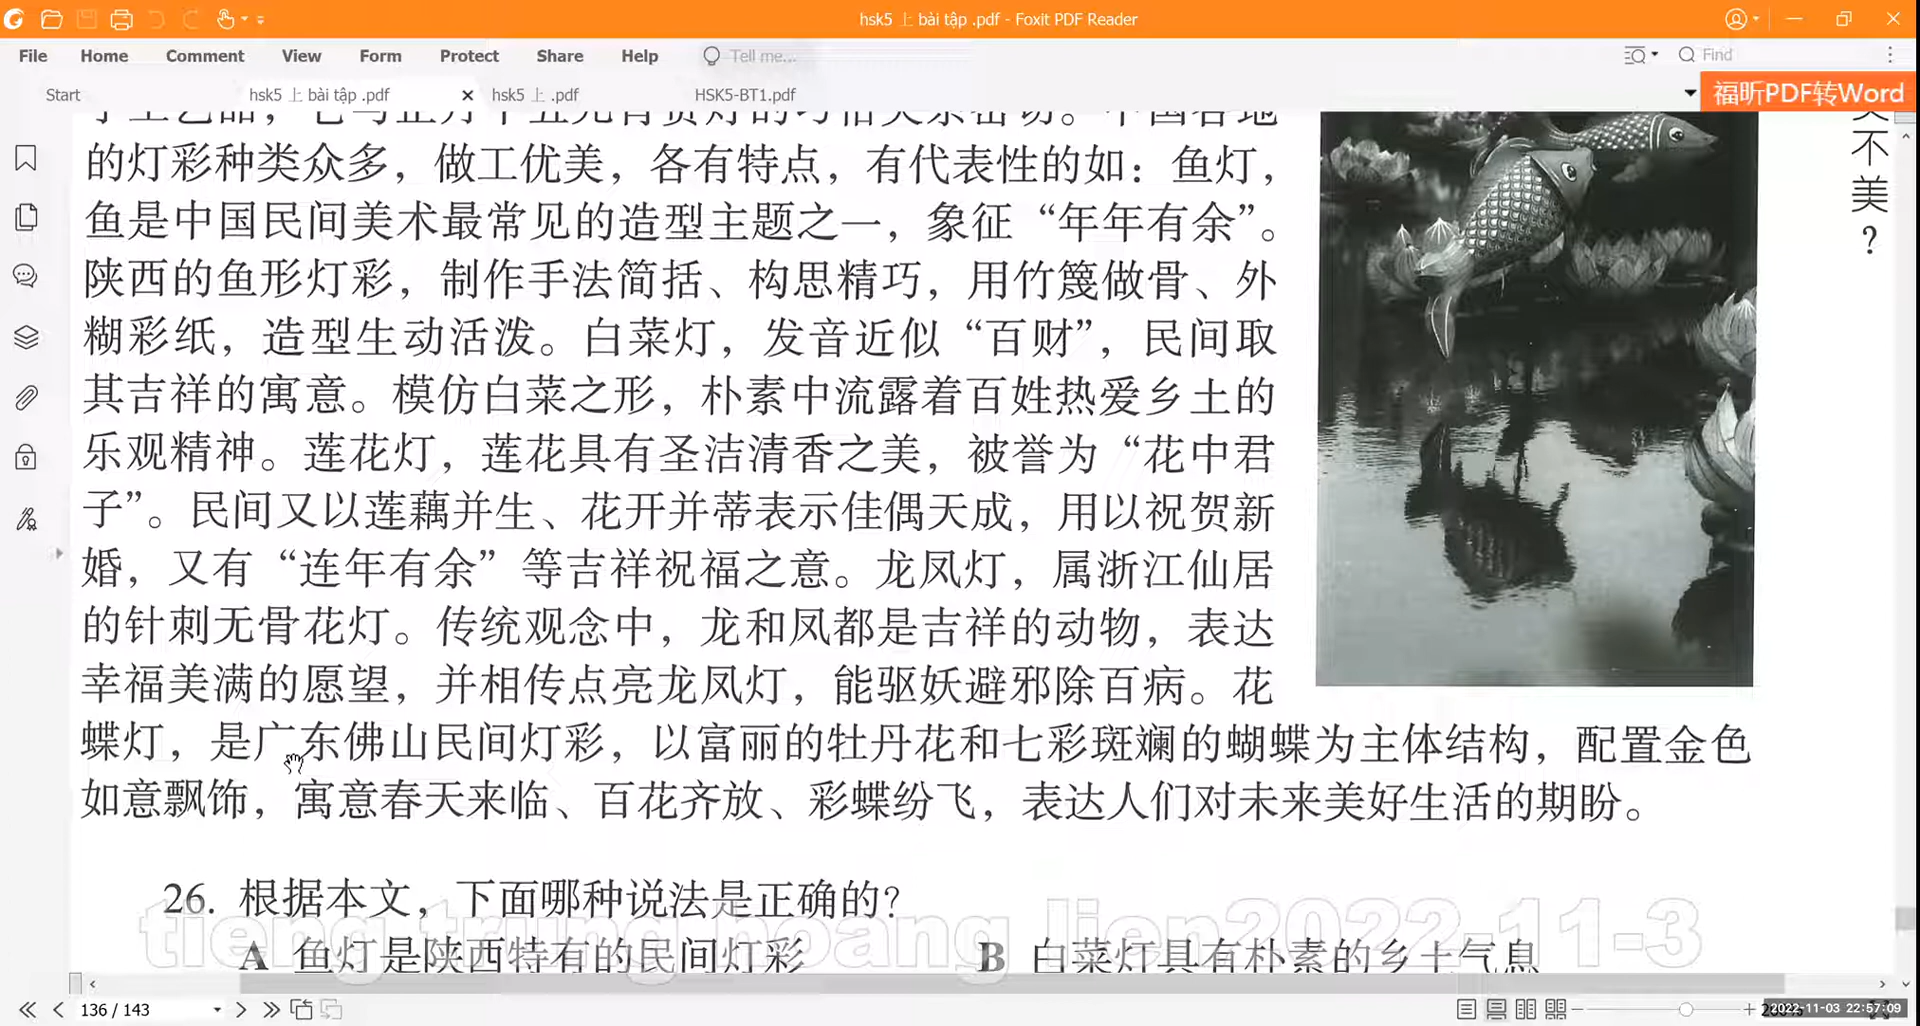 hsk5 上 bài tập .pdf - Foxit PDF Reader
File Home Comment View Form Protect Share Help Tell me... Find
Start hsk5 上 bài tập .pdf hsk5 上 .pdf HSK5-BT1.pdf 福昕PDF转Word
的灯彩种类众多，做工优美，各有特点，有代表性的如：鱼灯，
鱼是中国民间美术最常见的造型主题之一，象征“年年有余”。
陕西的鱼形灯彩，制作手法简括、构思精巧，用竹篾做骨、外
糊彩纸，造型生动活泼。白菜灯，发音近似“百财”，民间取
其吉祥的寓意。模仿白菜之形，朴素中流露着百姓热爱乡土的
乐观精神。莲花灯，莲花具有圣洁清香之美，被誉为“花中君
子”。民间又以莲藕并生、花开并蒂表示佳偶天成，用以祝贺新
婚，又有“连年有余”等吉祥祝福之意。龙凤灯，属浙江仙居
的针刺无骨花灯。传统观念中，龙和凤都是吉祥的动物，表达
幸福美满的愿望，并相传点亮龙凤灯，能驱妖避邪除百病。花
蝶灯，是广东佛山民间灯彩，以富丽的牡丹花和七彩斑斓的蝴蝶为主体结构，配置金色
如意飘饰，寓意春天来临、百花齐放、彩蝶纷飞，表达人们对未来美好生活的期盼。
不
美
？
26. 根据本文，下面哪种说法是正确的？
tieng trung hoang lien2022-11-3
A 鱼灯是陕西特有的民间灯彩 B 白菜灯具有朴素的乡土气息
136 / 143
2022-11-03 22:57:09